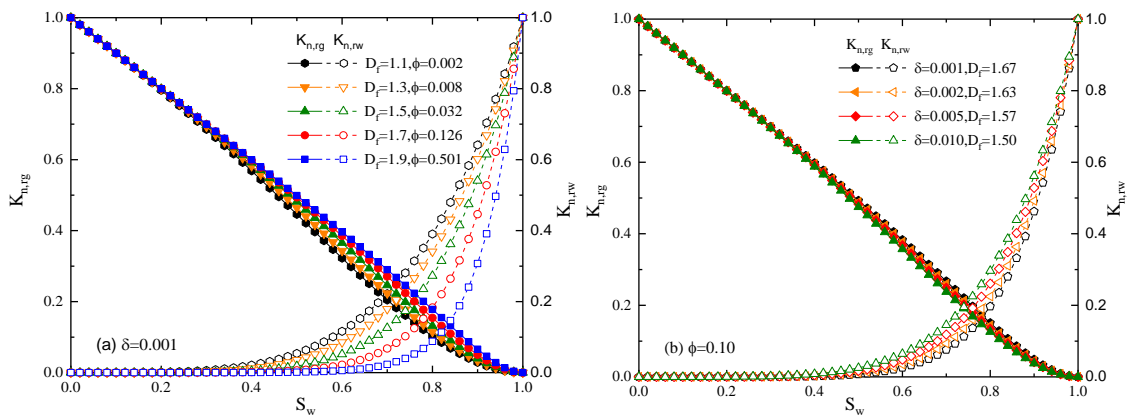 K_n,rg K_n,rw
D_f=1.1,ϕ=0.002
D_f=1.3,ϕ=0.008
D_f=1.5,ϕ=0.032
D_f=1.7,ϕ=0.126
D_f=1.9,ϕ=0.501
(a) δ=0.001
1.0
0.8
0.6
0.4
0.2
0.0
K_n,rg
0.0 0.2 0.4 0.6 0.8 1.0
S_w
1.0
0.8
0.6
0.4
0.2
0.0
K_n,rw
K_n,rg K_n,rw
δ=0.001,D_f=1.67
δ=0.002,D_f=1.63
δ=0.005,D_f=1.57
δ=0.010,D_f=1.50
(b) ϕ=0.10
1.0
0.8
0.6
0.4
0.2
0.0
K_n,rg
0.0 0.2 0.4 0.6 0.8 1.0
S_w
1.0
0.8
0.6
0.4
0.2
0.0
K_n,rw